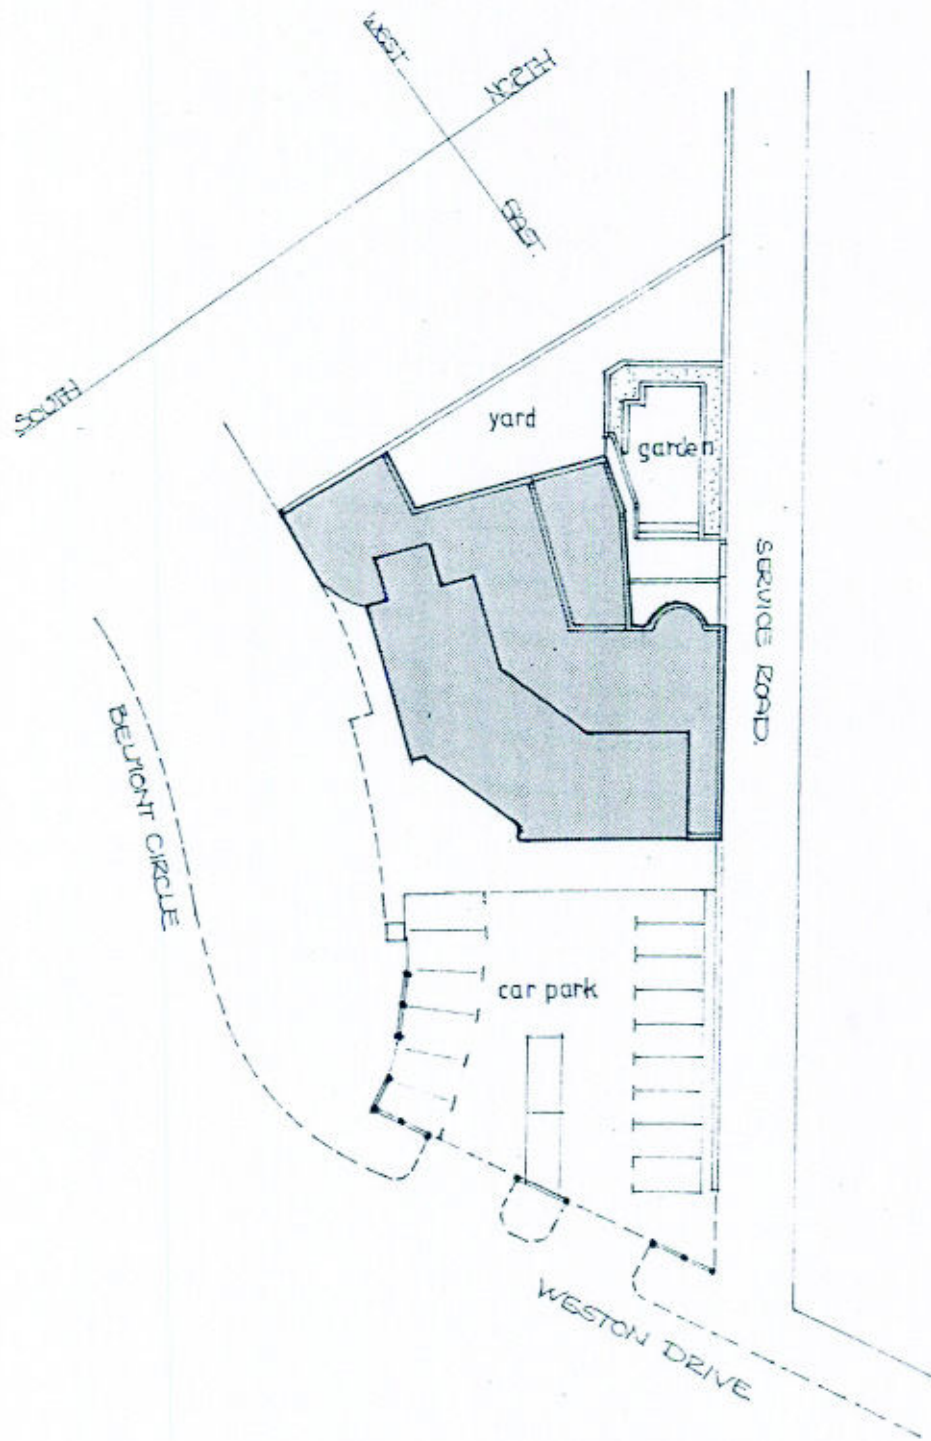 WEST
NORTH
EAST
SOUTH
yard
garden
SERVICE ROAD.
BELMONT CIRCLE
car park
WESTON DRIVE